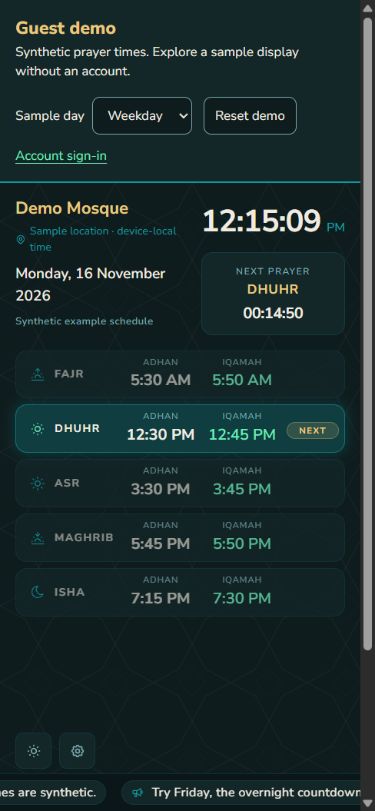 Guest demo
Synthetic prayer times. Explore a sample display
without an account.
Sample day Weekday Reset demo
Account sign-in
Demo Mosque
Sample location · device-local
time
12:15:09 PM
Monday, 16 November
2026
Synthetic example schedule
NEXT PRAYER
DHUHR
00:14:50
FAJR
ADHAN
5:30 AM
IQAMAH
5:50 AM
DHUHR
ADHAN
12:30 PM
IQAMAH
12:45 PM
NEXT
ASR
ADHAN
3:30 PM
IQAMAH
3:45 PM
MAGHRIB
ADHAN
5:45 PM
IQAMAH
5:50 PM
ISHA
ADHAN
7:15 PM
IQAMAH
7:30 PM
are synthetic.
Try Friday, the overnight countdown